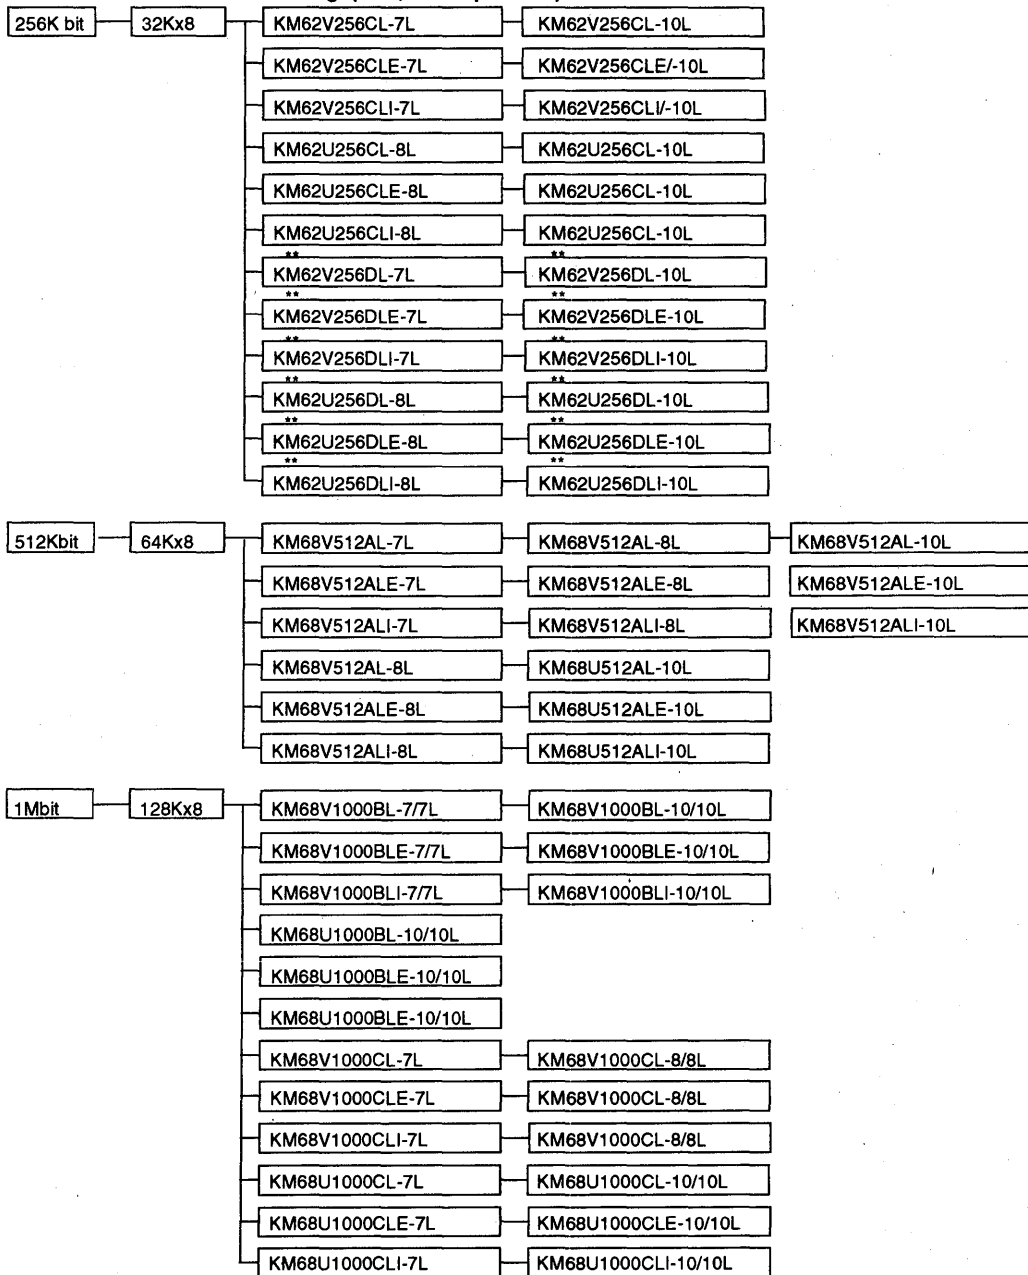 256K bit 32Kx8 KM62V256CL-7L KM62V256CL-10L
KM62V256CLE-7L KM62V256CLE/-10L
KM62V256CLI-7L KM62V256CLI/-10L
KM62U256CL-8L KM62U256CL-10L
KM62U256CLE-8L KM62U256CL-10L
KM62U256CLI-8L KM62U256CL-10L
** **
KM62V256DL-7L KM62V256DL-10L
** **
KM62V256DLE-7L KM62V256DLE-10L
** **
KM62V256DLI-7L KM62V256DLI-10L
** **
KM62U256DL-8L KM62U256DL-10L
** **
KM62U256DLE-8L KM62U256DLE-10L
** **
KM62U256DLI-8L KM62U256DLI-10L
512Kbit 64Kx8 KM68V512AL-7L KM68V512AL-8L KM68V512AL-10L
KM68V512ALE-7L KM68V512ALE-8L KM68V512ALE-10L
KM68V512ALI-7L KM68V512ALI-8L KM68V512ALI-10L
KM68V512AL-8L KM68U512AL-10L
KM68V512ALE-8L KM68U512ALE-10L
KM68V512ALI-8L KM68U512ALI-10L
1Mbit 128Kx8 KM68V1000BL-7/7L KM68V1000BL-10/10L
KM68V1000BLE-7/7L KM68V1000BLE-10/10L
KM68V1000BLI-7/7L KM68V1000BLI-10/10L
KM68U1000BL-10/10L
KM68U1000BLE-10/10L
KM68U1000BLE-10/10L
KM68V1000CL-7L KM68V1000CL-8/8L
KM68V1000CLE-7L KM68V1000CL-8/8L
KM68V1000CLI-7L KM68V1000CL-8/8L
KM68U1000CL-7L KM68U1000CL-10/10L
KM68U1000CLE-7L KM68U1000CLE-10/10L
KM68U1000CLI-7L KM68U1000CLI-10/10L